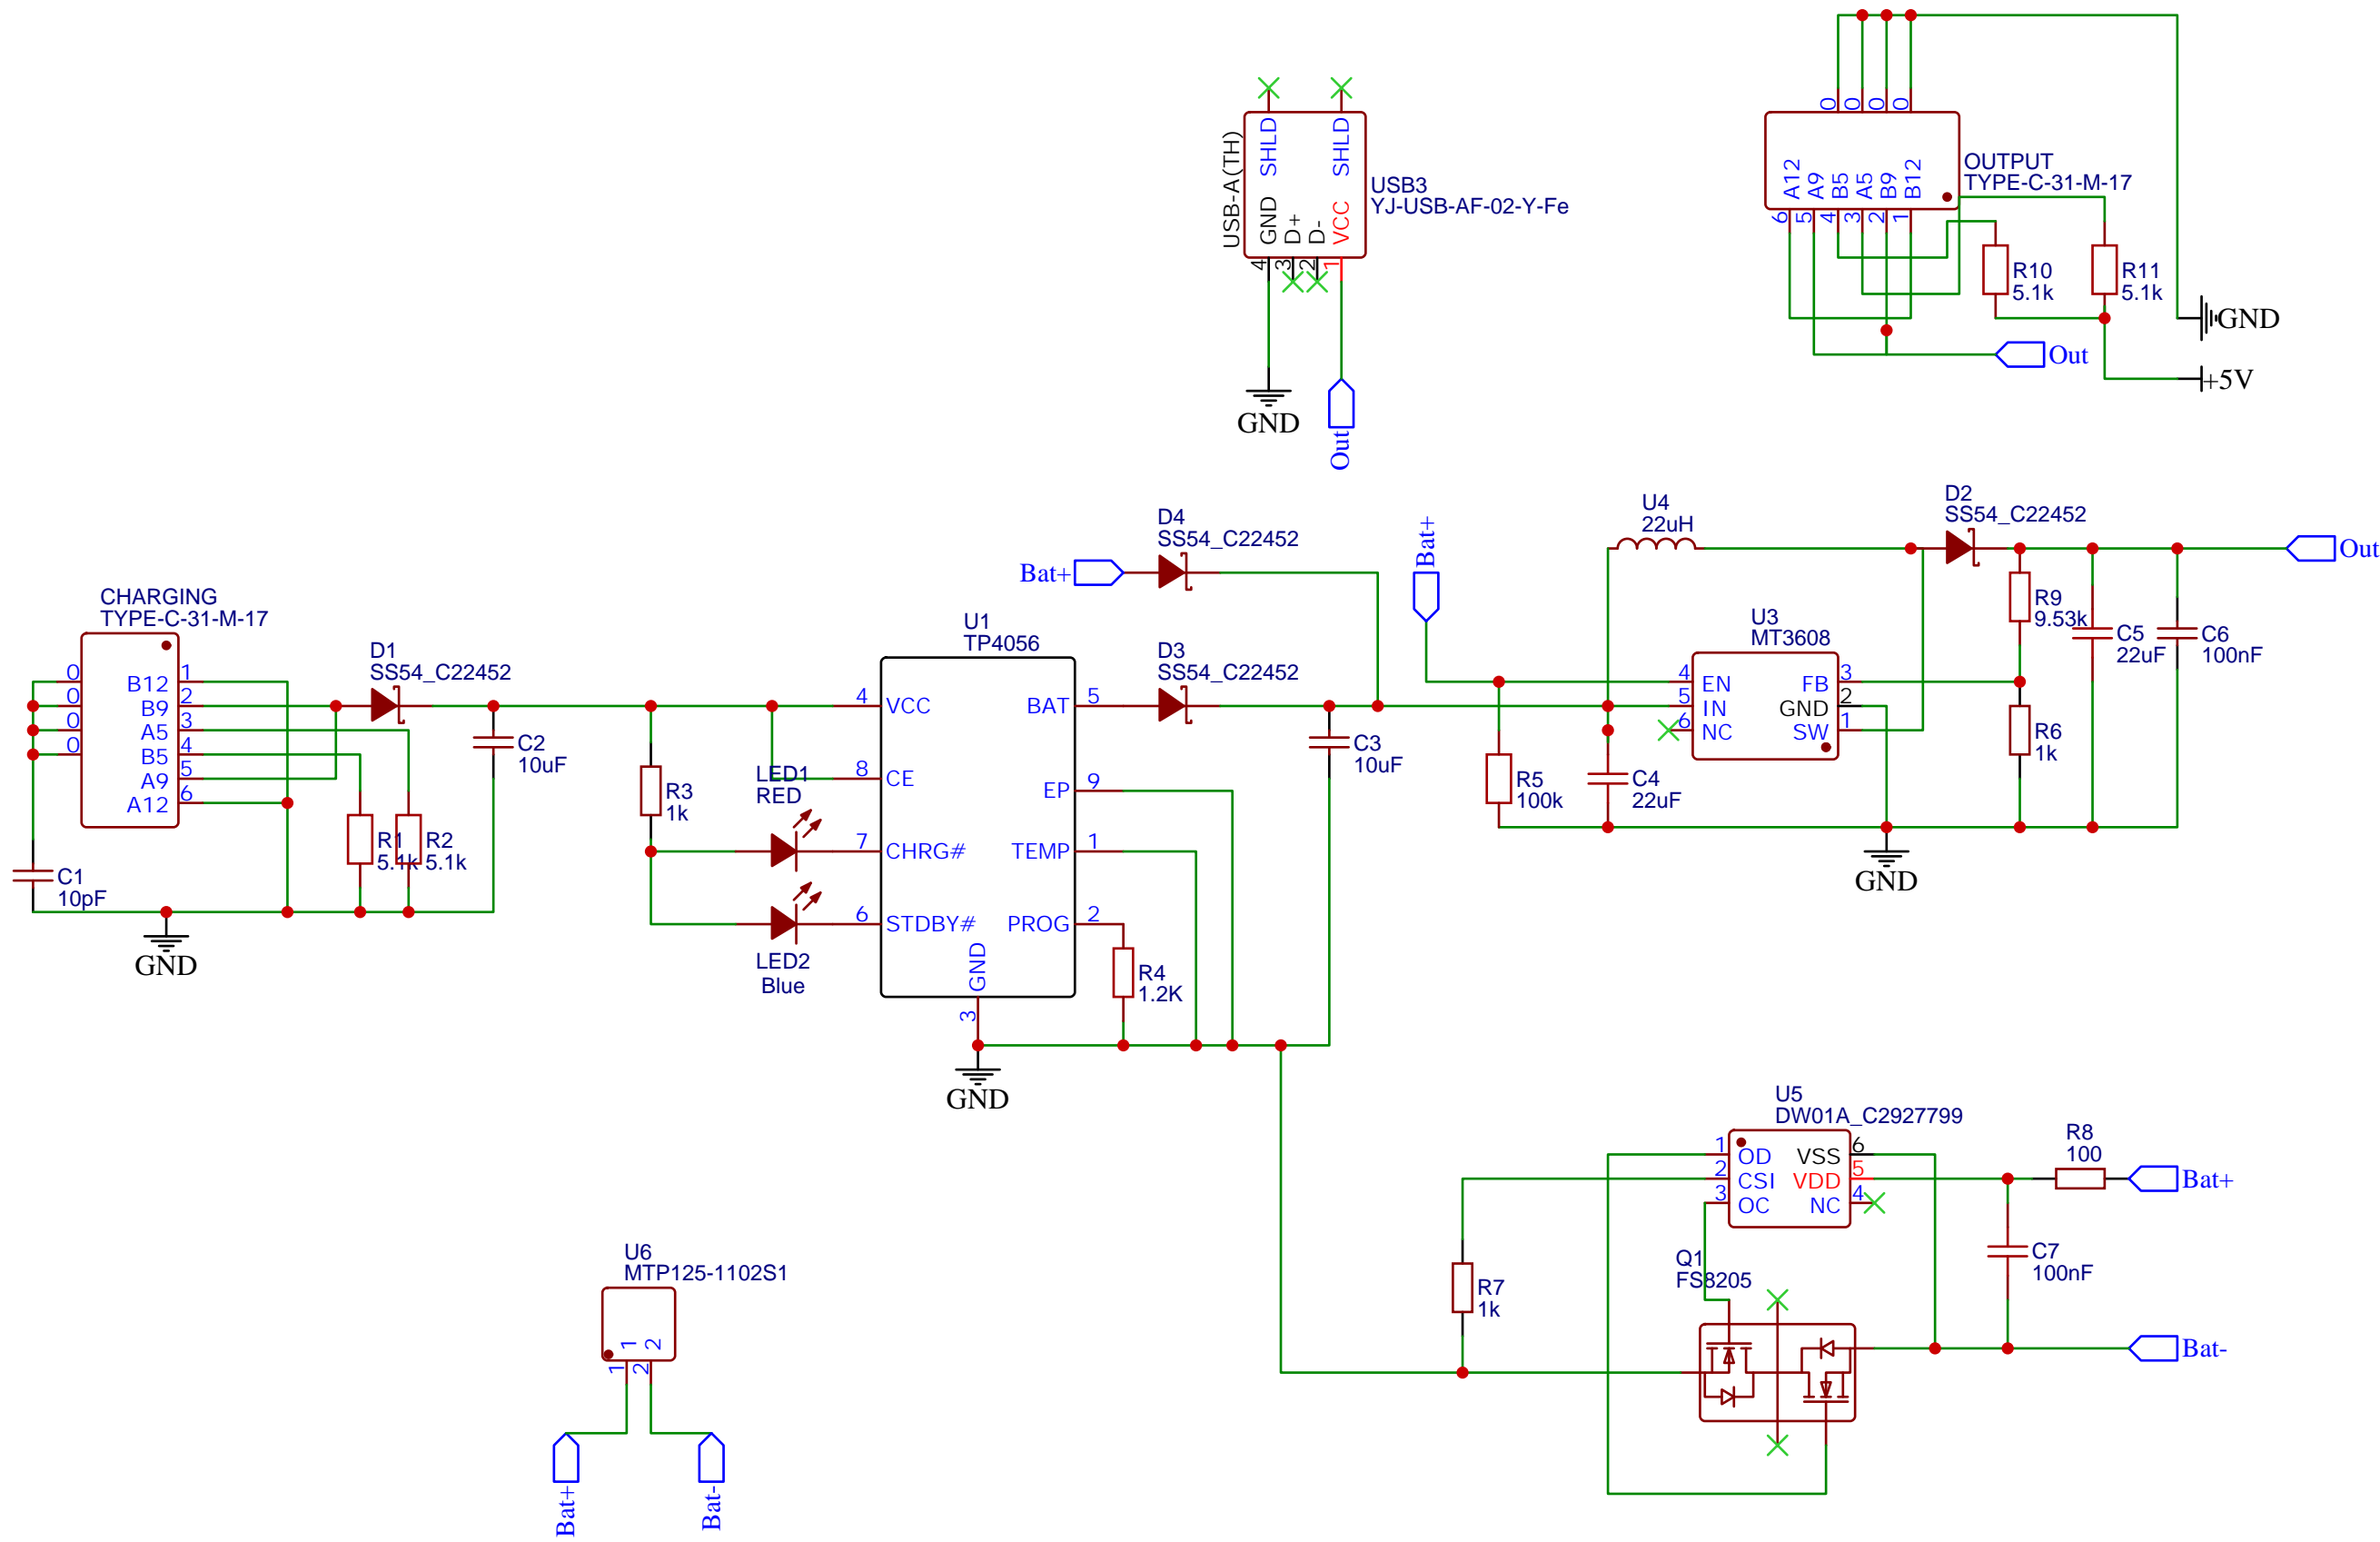 0 0 0 0
SHLD SHLD
USB-A(TH)
GND D+ D- VCC
4 3 2 1
USB3
YJ-USB-AF-02-Y-Fe
GND
Out
A12 A9 B5 A5 B9 B12
6 5 4 3 2 1
OUTPUT
TYPE-C-31-M-17
R10
5.1k
R11
5.1k
GND
Out
+5V
CHARGING
TYPE-C-31-M-17
0
0
0
0
B12 1
B9 2
A5 3
B5 4
A9 5
A12 6
C1
10pF
GND
D1
SS54_C22452
R1
5.1k
R2
5.1k
C2
10uF
R3
1k
LED1
RED
LED2
Blue
U1
TP4056
4 VCC
8 CE
7 CHRG#
6 STDBY#
BAT 5
EP 9
TEMP 1
PROG 2
GND
3
GND
R4
1.2K
D4
SS54_C22452
Bat+
D3
SS54_C22452
C3
10uF
Bat+
U4
22uH
D2
SS54_C22452
Out
U3
MT3608
4 EN
5 IN
6 NC
FB 3
GND 2
SW 1
R5
100k
C4
22uF
R9
9.53k
R6
1k
C5
22uF
C6
100nF
GND
U5
DW01A_C2927799
1 OD
2 CSI
3 OC
VSS 6
VDD 5
NC 4
R8
100
Bat+
C7
100nF
Q1
FS8205
R7
1k
Bat-
U6
MTP125-1102S1
1 2
1 2
Bat+
Bat-